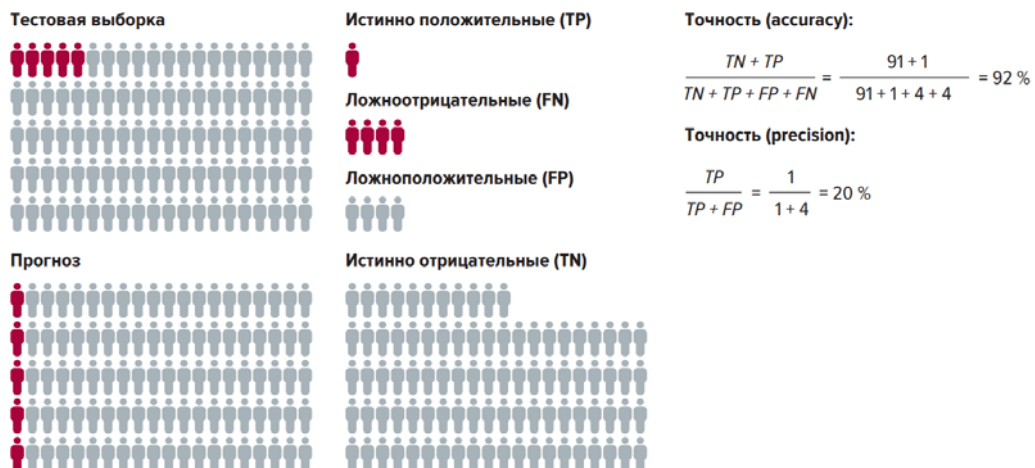 Тестовая выборка
Истинно положительные (TP)
Ложноотрицательные (FN)
Ложноположительные (FP)
Прогноз
Истинно отрицательные (TN)
Точность (accuracy):
TN + TP
TN + TP + FP + FN
=
91 + 1
91 + 1 + 4 + 4
= 92 %
Точность (precision):
TP
TP + FP
=
1
1 + 4
= 20 %